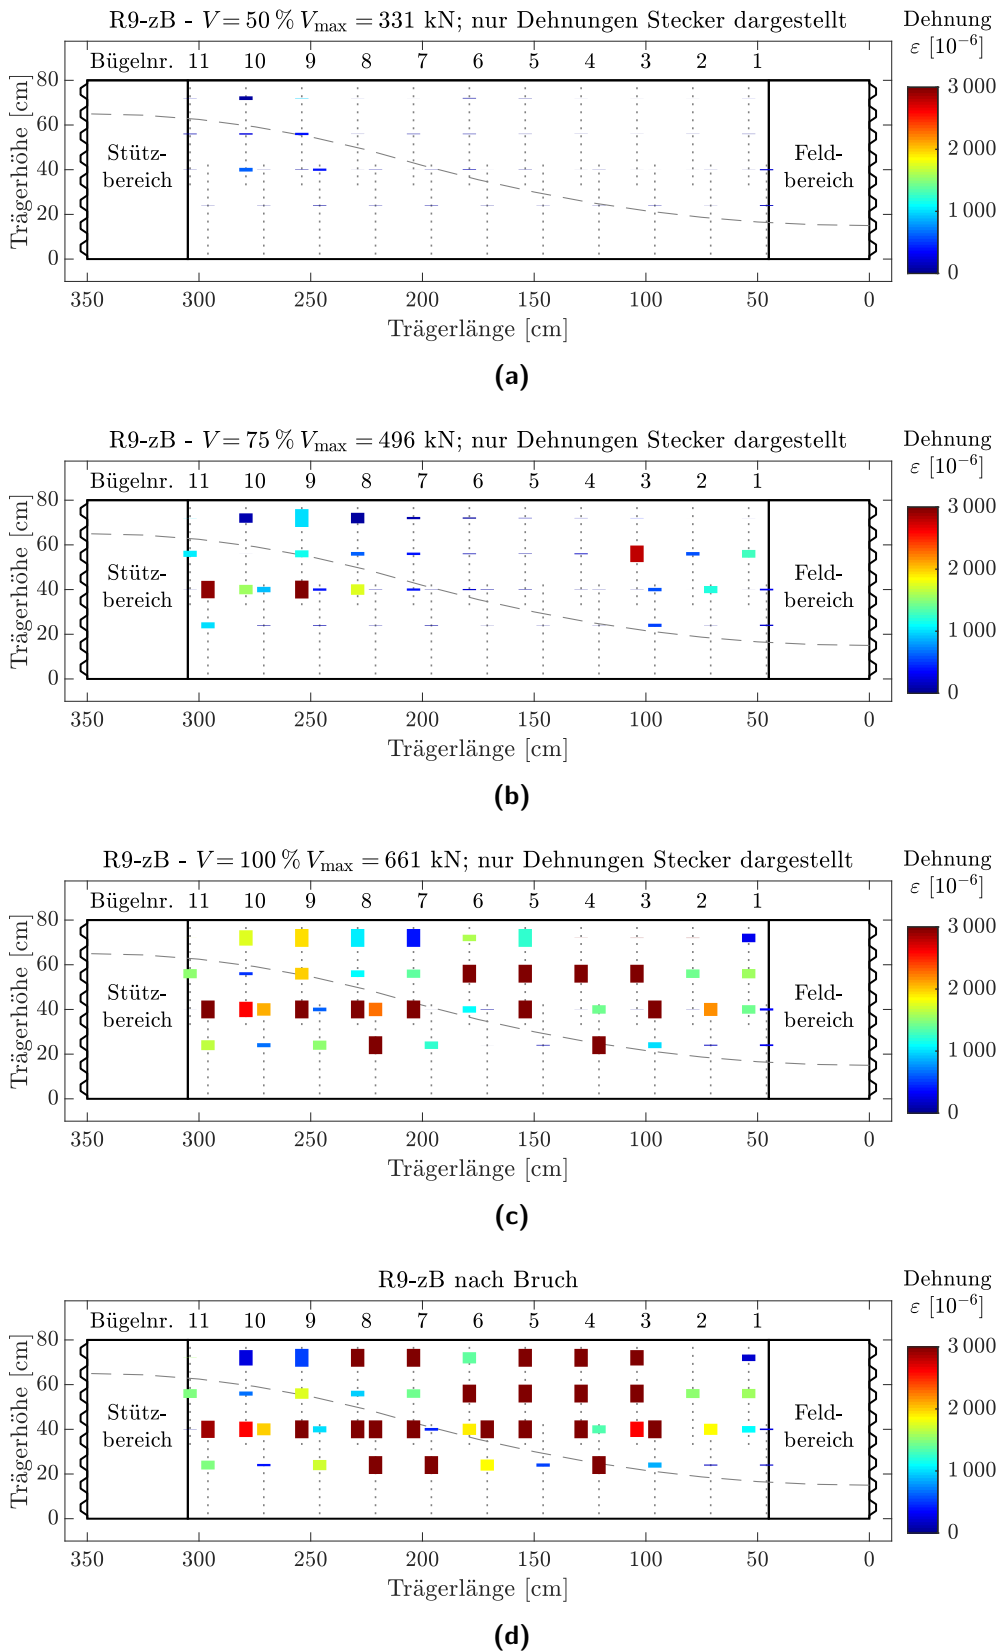 R9-zB - V = 50 % Vmax = 331 kN; nur Dehnungen Stecker dargestellt
Dehnung
ε [10⁻⁶]
Bügelnr. 11 10 9 8 7 6 5 4 3 2 1
Trägerhöhe [cm]
80
60
40
20
0
Stütz-
bereich
Feld-
bereich
3 000
2 000
1 000
0
350 300 250 200 150 100 50 0
Trägerlänge [cm]
(a)
R9-zB - V = 75 % Vmax = 496 kN; nur Dehnungen Stecker dargestellt
Dehnung
ε [10⁻⁶]
Bügelnr. 11 10 9 8 7 6 5 4 3 2 1
Trägerhöhe [cm]
80
60
40
20
0
Stütz-
bereich
Feld-
bereich
3 000
2 000
1 000
0
350 300 250 200 150 100 50 0
Trägerlänge [cm]
(b)
R9-zB - V = 100 % Vmax = 661 kN; nur Dehnungen Stecker dargestellt
Dehnung
ε [10⁻⁶]
Bügelnr. 11 10 9 8 7 6 5 4 3 2 1
Trägerhöhe [cm]
80
60
40
20
0
Stütz-
bereich
Feld-
bereich
3 000
2 000
1 000
0
350 300 250 200 150 100 50 0
Trägerlänge [cm]
(c)
R9-zB nach Bruch
Dehnung
ε [10⁻⁶]
Bügelnr. 11 10 9 8 7 6 5 4 3 2 1
Trägerhöhe [cm]
80
60
40
20
0
Stütz-
bereich
Feld-
bereich
3 000
2 000
1 000
0
350 300 250 200 150 100 50 0
Trägerlänge [cm]
(d)